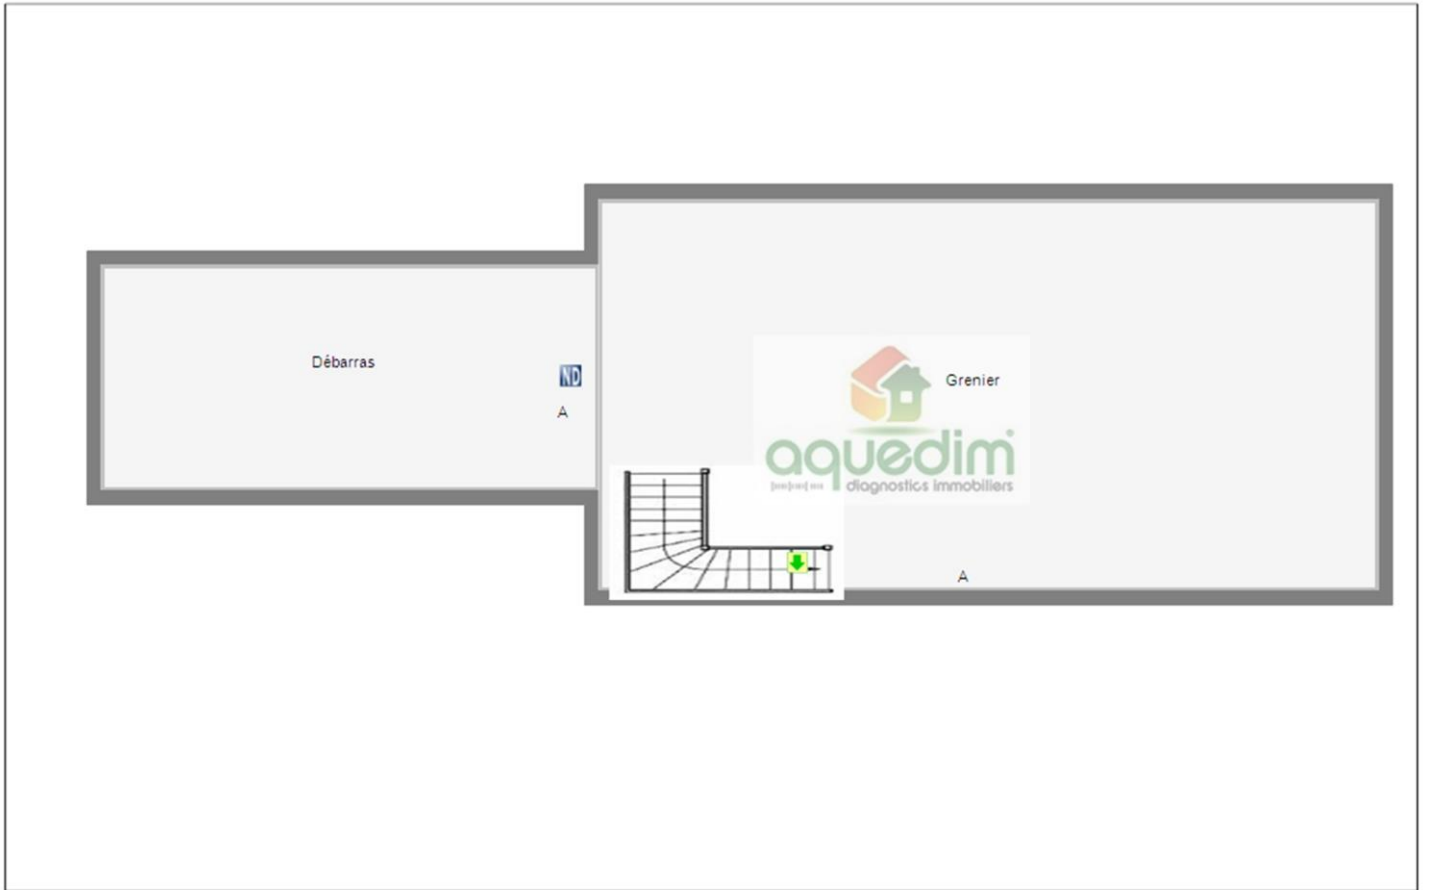 Débarras
ND
A
Grenier
aquedim
diagnostics immobiliers
A